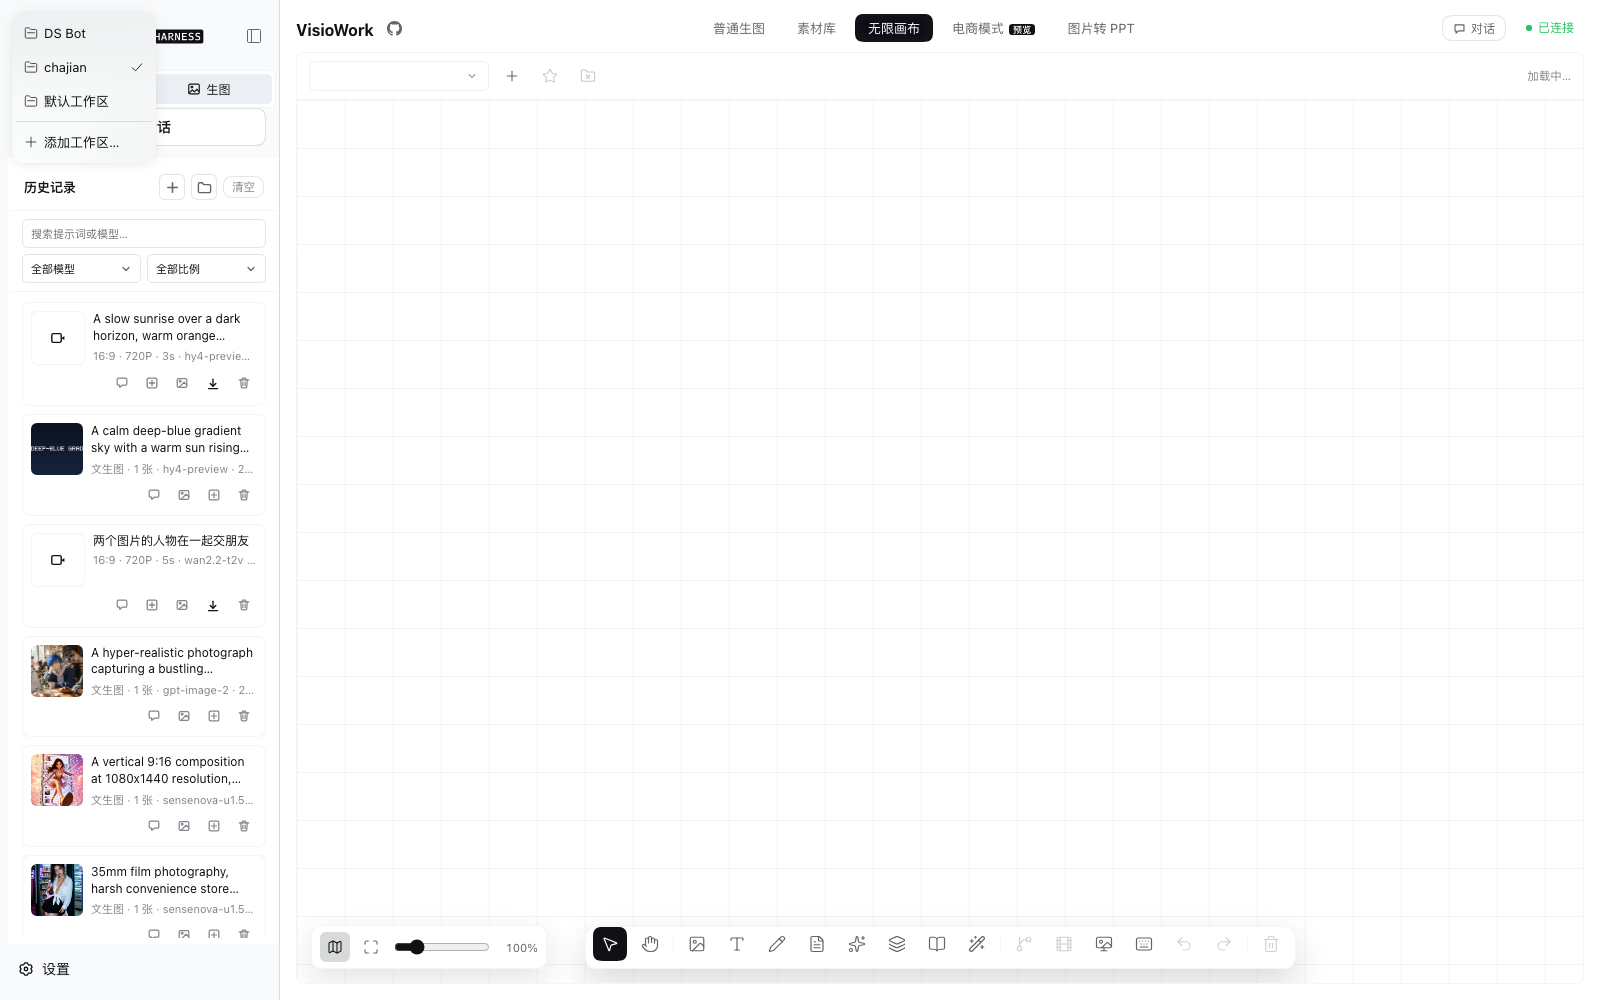 DS Bot
chajian
默认工作区
添加工作区...
HARNESS
生图
话
历史记录
清空
搜索提示词或模型...
全部模型
全部比例
A slow sunrise over a dark
horizon, warm orange...
16:9 · 720P · 3s · hy4-previe...
A calm deep-blue gradient
sky with a warm sun rising...
文生图 · 1 张 · hy4-preview · 2...
DEEP-BLUE GRAD
两个图片的人物在一起交朋友
16:9 · 720P · 5s · wan2.2-t2v ...
A hyper-realistic photograph
capturing a bustling...
文生图 · 1 张 · gpt-image-2 · 2...
A vertical 9:16 composition
at 1080x1440 resolution,...
文生图 · 1 张 · sensenova-u1.5...
35mm film photography,
harsh convenience store...
文生图 · 1 张 · sensenova-u1.5...
设置
VisioWork
普通生图
素材库
无限画布
电商模式 预览
图片转 PPT
对话
已连接
加载中...
100%